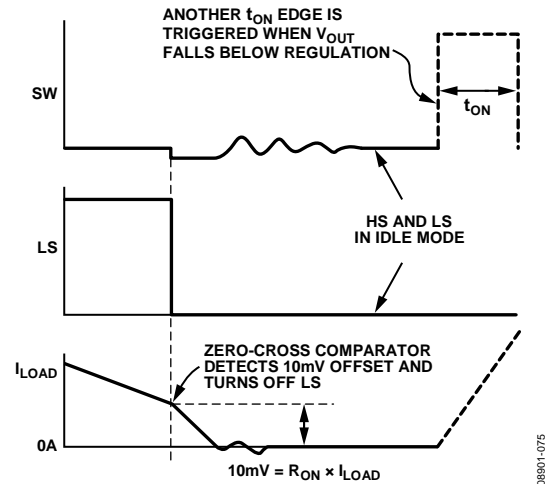 ANOTHER tON EDGE IS
TRIGGERED WHEN VOUT
FALLS BELOW REGULATION
SW
tON
HS AND LS
IN IDLE MODE
LS
ZERO-CROSS COMPARATOR
DETECTS 10mV OFFSET AND
TURNS OFF LS
ILOAD
0A
10mV = RON × ILOAD
08901-075